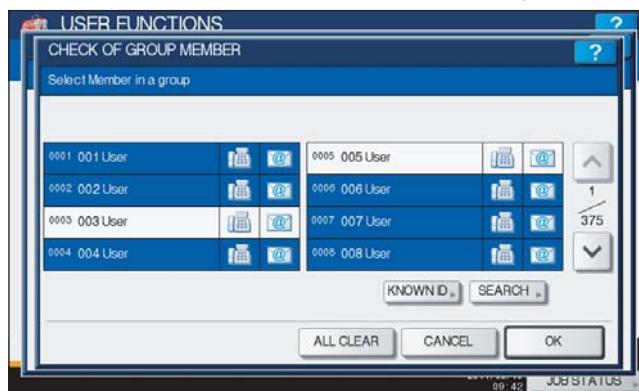 USER FUNCTIONS
?
CHECK OF GROUP MEMBER
?
Select Member in a group
0001 001 User
0005 005 User
0002 002 User
0006 006 User
1
0003 003 User
0007 007 User
375
0004 004 User
0008 008 User
KNOWN ID
SEARCH
ALL CLEAR
CANCEL
OK
09:42
JOB STATUS